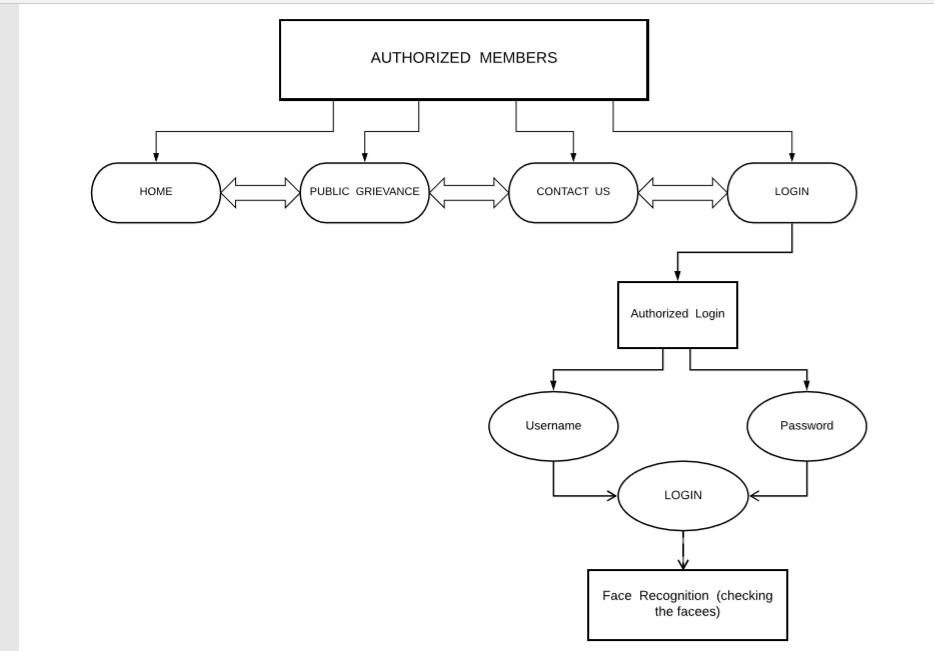 AUTHORIZED MEMBERS
HOME
PUBLIC GRIEVANCE
CONTACT US
LOGIN
Authorized Login
Username
Password
LOGIN
Face Recognition (checking
the facees)